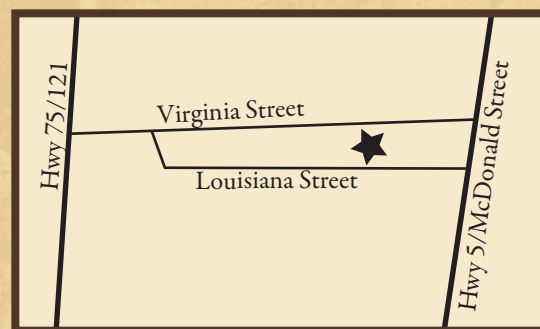 Hwy 75/121
Virginia Street
Louisiana Street
Hwy 5/McDonald Street